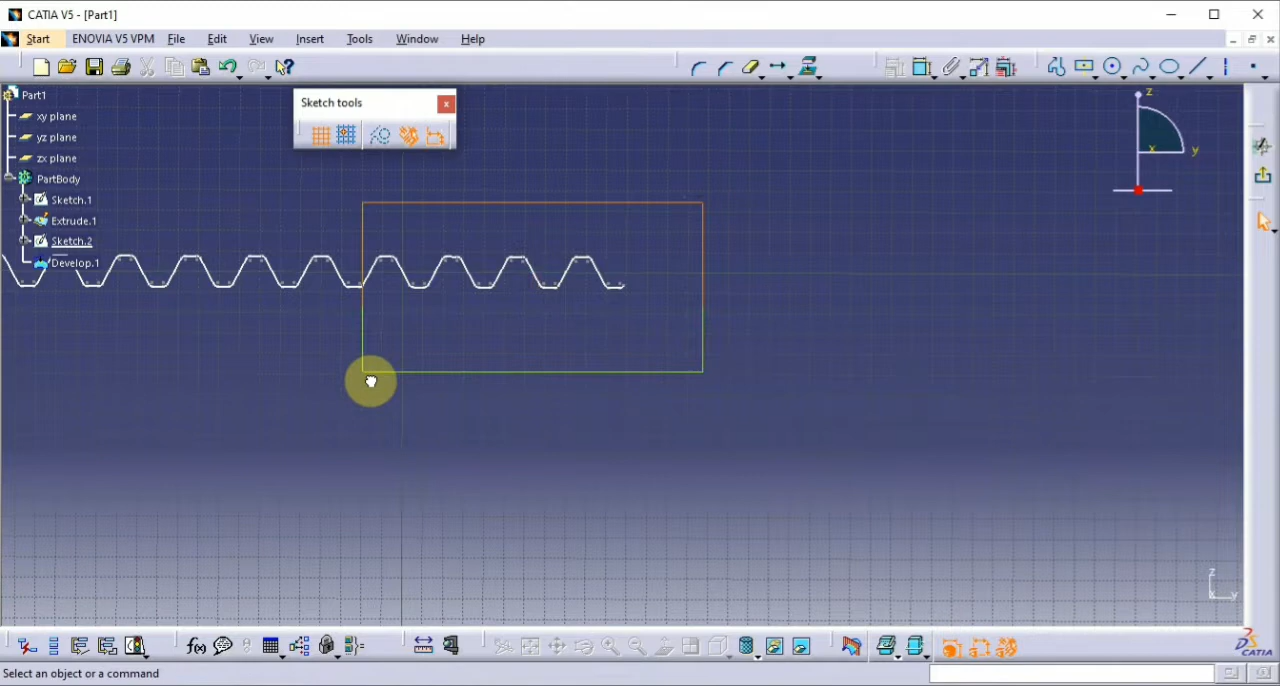 CATIA V5 - [Part1]
Start ENOVIA V5 VPM File Edit View Insert Tools Window Help
Sketch tools
Part1
xy plane
yz plane
zx plane
PartBody
Sketch.1
Extrude.1
Sketch.2
Develop.1
z
x
y
z
x
y
f(x)
CATIA
Select an object or a command